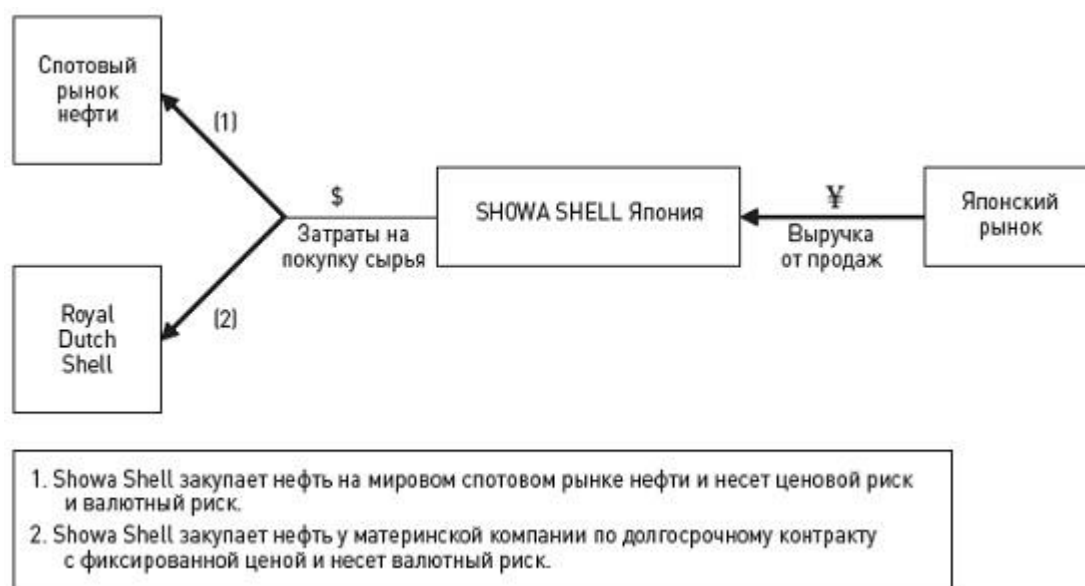 Спотовый
рынок
нефти
(1)
$
Затраты на
покупку сырья
SHOWA SHELL Япония
¥
Выручка
от продаж
Японский
рынок
Royal
Dutch
Shell
(2)
1. Showa Shell закупает нефть на мировом спотовом рынке нефти и несет ценовой риск
и валютный риск.
2. Showa Shell закупает нефть у материнской компании по долгосрочному контракту
с фиксированной ценой и несет валютный риск.